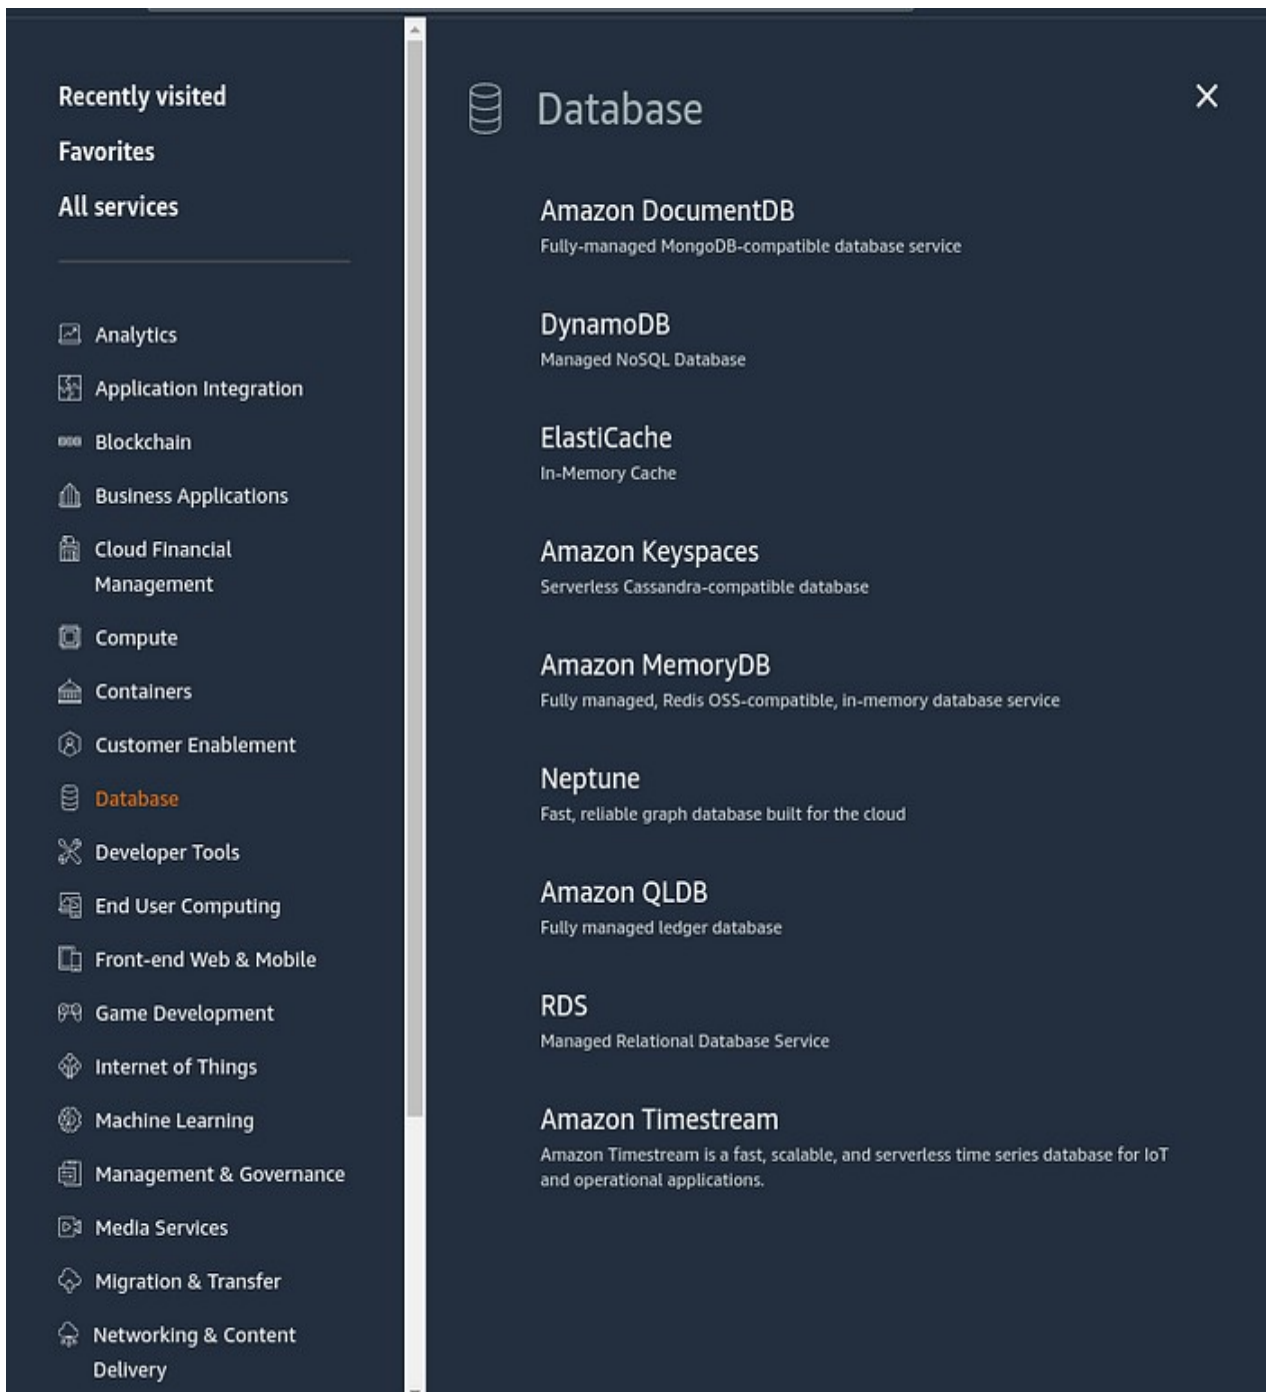 Recently visited
Favorites
All services
Analytics
Application Integration
Blockchain
Business Applications
Cloud Financial
Management
Compute
Containers
Customer Enablement
Database
Developer Tools
End User Computing
Front-end Web & Mobile
Game Development
Internet of Things
Machine Learning
Management & Governance
Media Services
Migration & Transfer
Networking & Content
Delivery
Database
Amazon DocumentDB
Fully-managed MongoDB-compatible database service
DynamoDB
Managed NoSQL Database
ElastiCache
In-Memory Cache
Amazon Keyspaces
Serverless Cassandra-compatible database
Amazon MemoryDB
Fully managed, Redis OSS-compatible, in-memory database service
Neptune
Fast, reliable graph database built for the cloud
Amazon QLDB
Fully managed ledger database
RDS
Managed Relational Database Service
Amazon Timestream
Amazon Timestream is a fast, scalable, and serverless time series database for IoT
and operational applications.